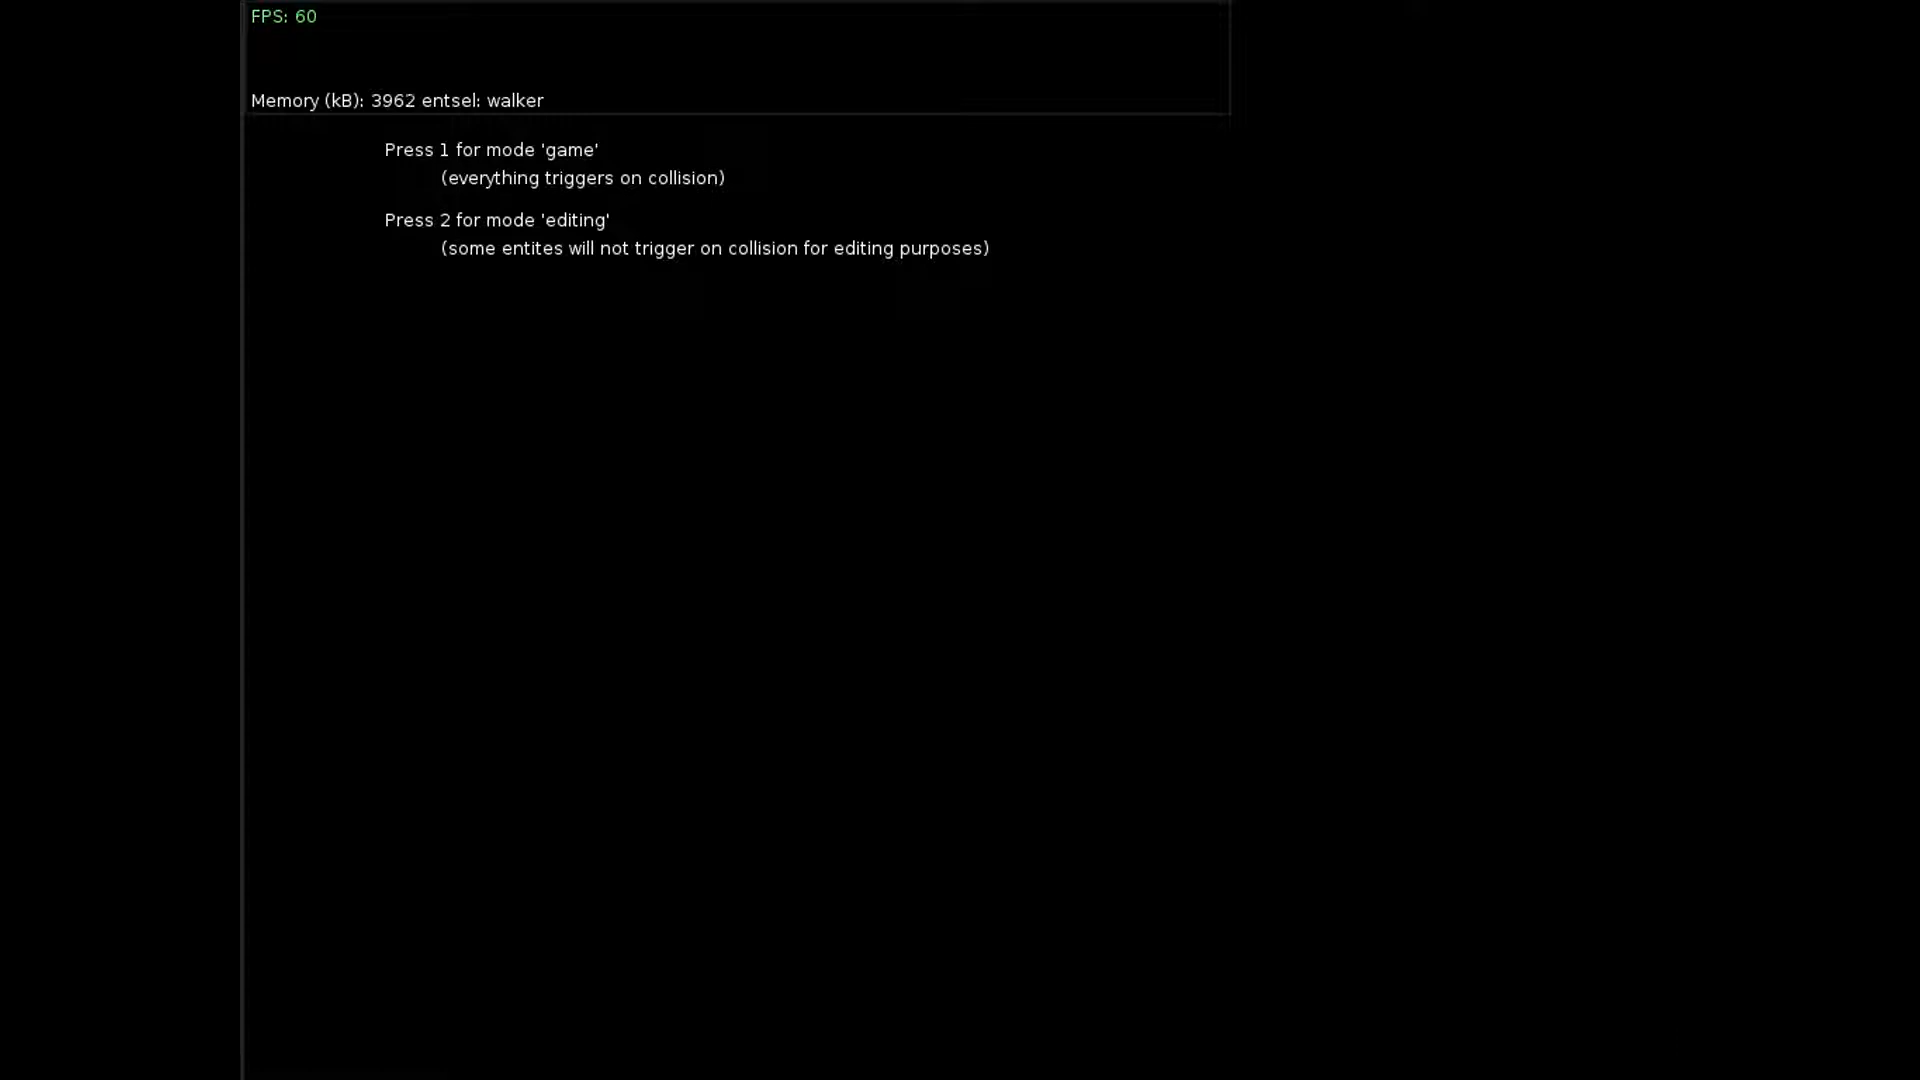 FPS: 60
Memory (kB): 3962 entsel: walker
Press 1 for mode 'game'
(everything triggers on collision)
Press 2 for mode 'editing'
(some entites will not trigger on collision for editing purposes)